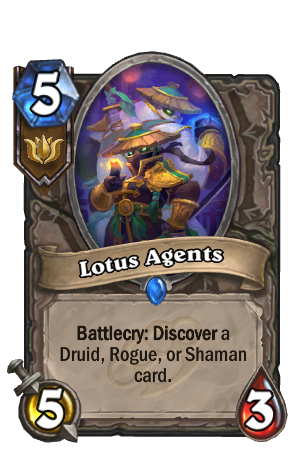 5
Lotus Agents
Battlecry: Discover a
Druid, Rogue, or Shaman
card.
5
3